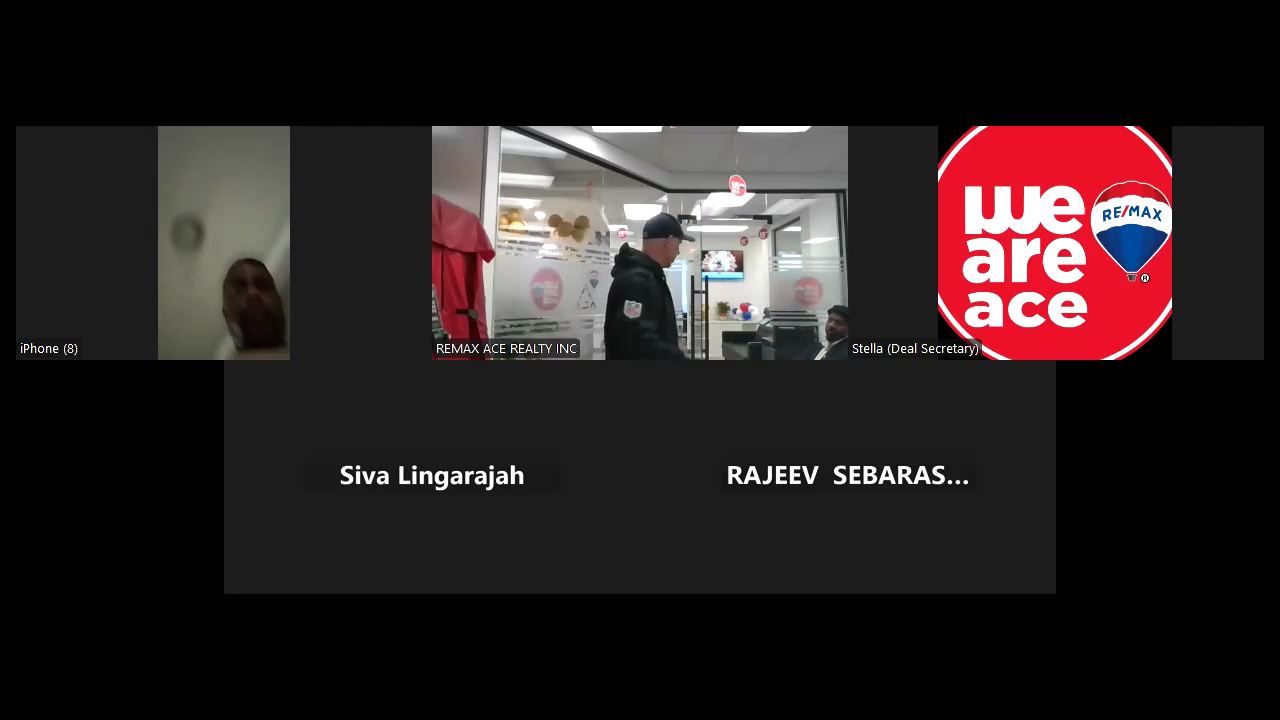 we
are
ace
RE/MAX
®
iPhone (8)
REMAX ACE REALTY INC
Stella (Deal Secretary)
Siva Lingarajah
RAJEEV SEBARAS...